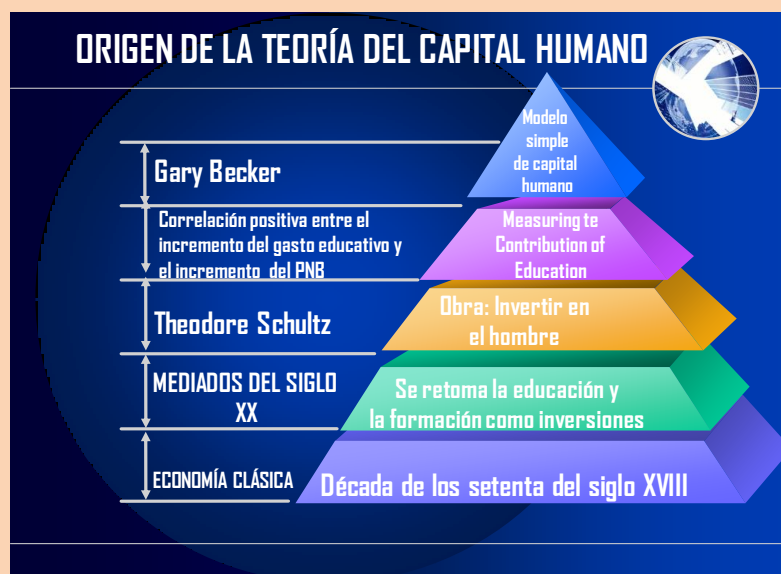 ORIGEN DE LA TEORÍA DEL CAPITAL HUMANO
Gary Becker
Modelo
simple
de capital
humano
Correlación positiva entre el
incremento del gasto educativo y
el incremento del PNB
Measuring te
Contribution of
Education
Theodore Schultz
Obra: Invertir en
el hombre
MEDIADOS DEL SIGLO
XX
Se retoma la educación y
la formación como inversiones
ECONOMÍA CLÁSICA
Década de los setenta del siglo XVIII